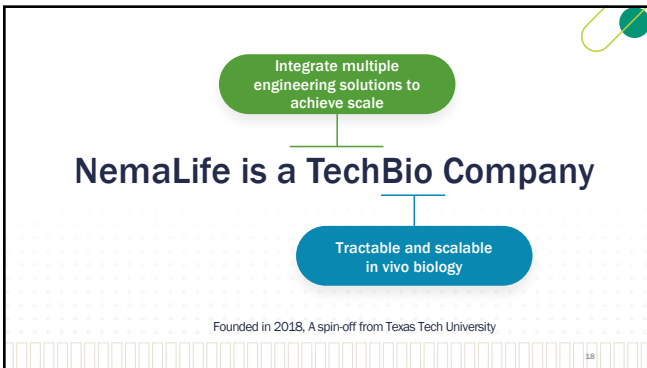 Integrate multiple
engineering solutions to
achieve scale
NemaLife is a TechBio Company
Tractable and scalable
in vivo biology
Founded in 2018, A spin-off from Texas Tech University
18